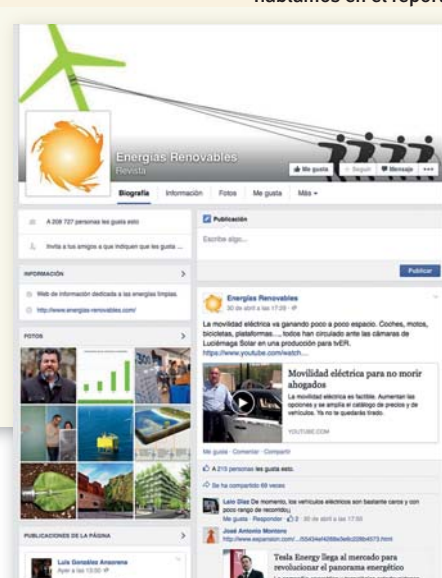 Energías Renovables
Revista
Me gusta
Seguir
Mensaje
Biografía Información Fotos Me gusta Más
A 208 727 personas les gusta esto
Invita a tus amigos a que indiquen que les gusta ...
INFORMACIÓN
Web de información dedicada a las energías limpias.
http://www.energias-renovables.com/
FOTOS
PUBLICACIONES DE LA PÁGINA
Luis González Ansorena
Ayer a las 13:50
Publicación
Escribe algo...
Publicar
Energías Renovables
30 de abril a las 17:29
La movilidad eléctrica va ganando poco a poco espacio. Coches, motos,
bicicletas, plataformas..., todos han circulado ante las cámaras de
Luciérnaga Solar en una producción para tvER.
https://www.youtube.com/watch...
Movilidad eléctrica para no morir
ahogados
La movilidad eléctrica es factible. Aumentan las
opciones y se amplía el catálogo de precios y de
vehículos. Ya no te quedarás tirado.
YOUTUBE.COM
Me gusta · Comentar · Compartir
A 213 personas les gusta esto.
Se ha compartido 69 veces
Lalo Díaz De momento, los vehículos eléctricos son bastante caros y con
poco rango de recorrido¡¡
Me gusta · Responder · 2 · 30 de abril a las 17:50
José Antonio Montero
Tesla Energy llega al mercado para
revolucionar el panorama energético